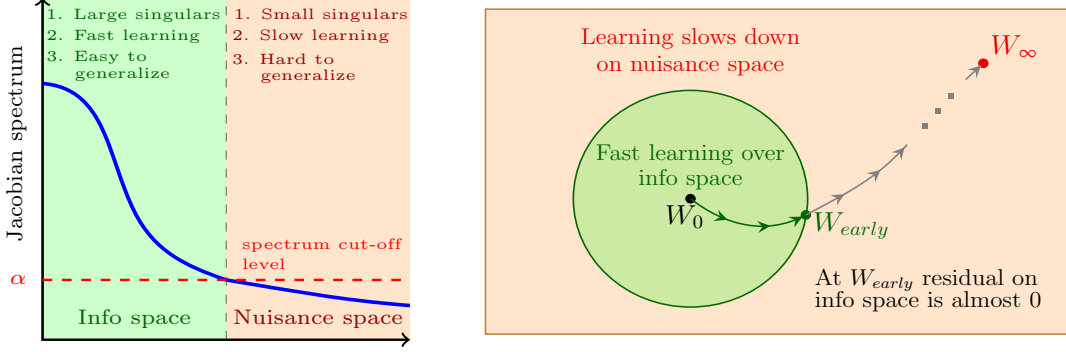 1. Large singulars
2. Fast learning
3. Easy to
generalize
1. Small singulars
2. Slow learning
3. Hard to
generalize
Jacobian spectrum
spectrum cut-off
level
α
Info space
Nuisance space
Learning slows down
on nuisance space
W∞
Fast learning over
info space
W0
Wearly
At Wearly residual on
info space is almost 0